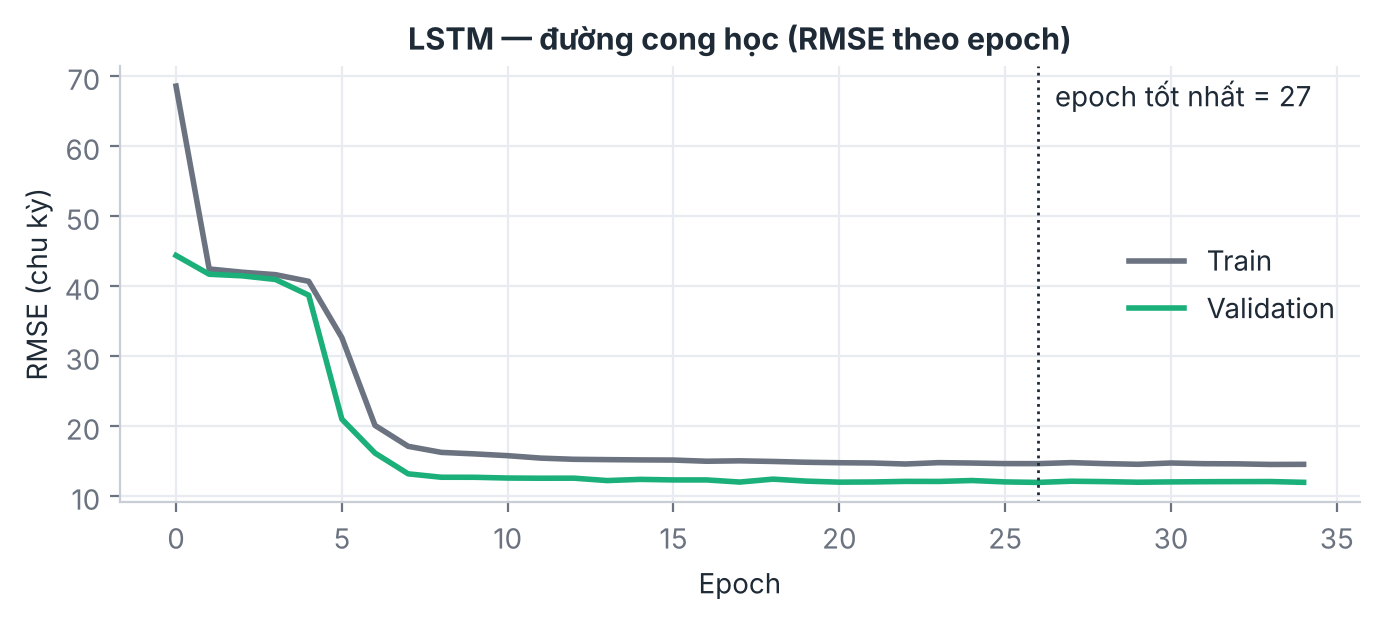 LSTM — đường cong học (RMSE theo epoch)
epoch tốt nhất = 27
RMSE (chu kỳ)
70
60
50
40
30
20
10
Train
Validation
0 5 10 15 20 25 30 35
Epoch